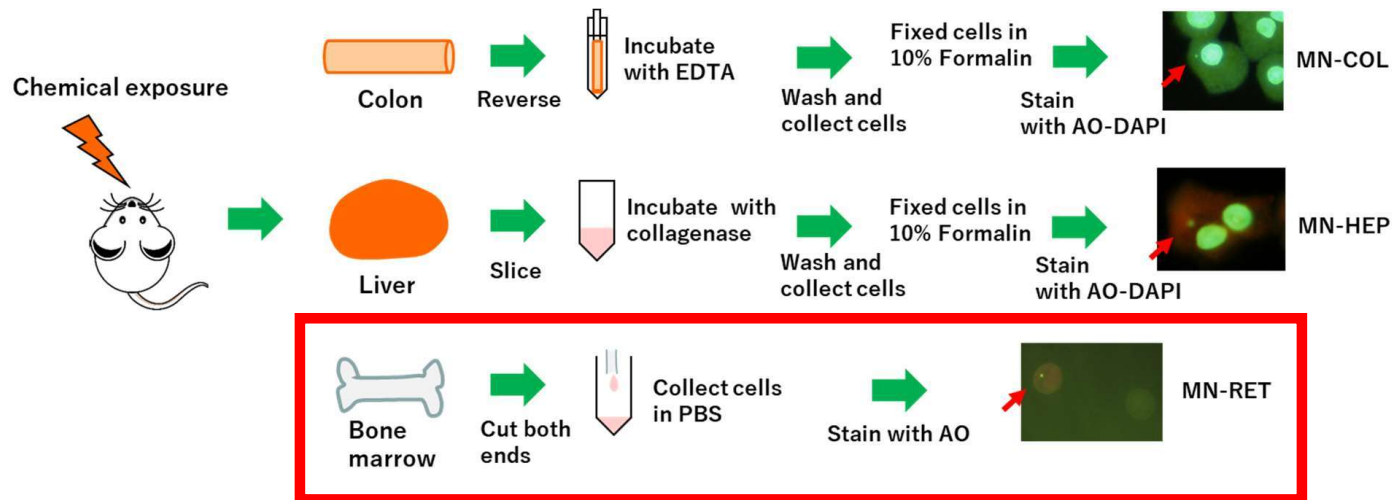 Chemical exposure
Colon
Reverse
Incubate
with EDTA
Wash and
collect cells
Fixed cells in
10% Formalin
Stain
with AO-DAPI
MN-COL
Liver
Slice
Incubate with
collagenase
Wash and
collect cells
Fixed cells in
10% Formalin
Stain
with AO-DAPI
MN-HEP
Bone
marrow
Cut both
ends
Collect cells
in PBS
Stain with AO
MN-RET